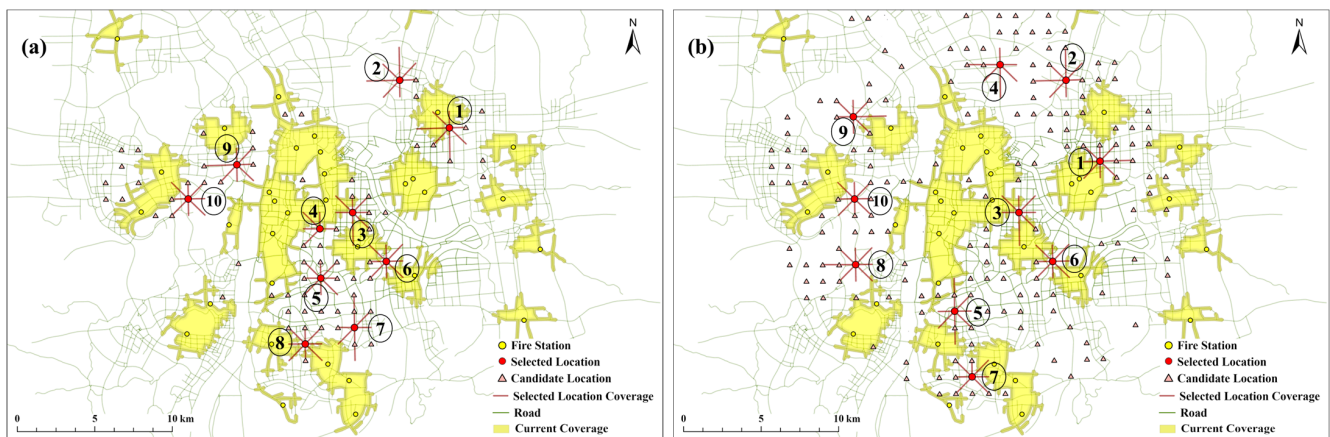 (a)
N
2
1
9
10
4
3
6
5
7
8
Fire Station
Selected Location
Candidate Location
Selected Location Coverage
Road
Current Coverage
0 5 10 km
(b)
N
2
4
9
1
10
3
8
6
5
7
Fire Station
Selected Location
Candidate Location
Selected Location Coverage
Road
Current Coverage
0 5 10 km